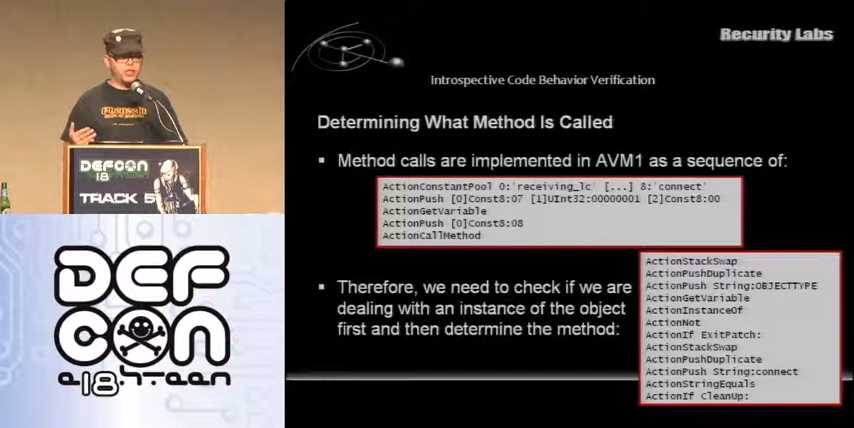 DEFCON
18
TRACK 5
DEF
CON
Recurity Labs
Introspective Code Behavior Verification
Determining What Method Is Called
▪ Method calls are implemented in AVM1 as a sequence of:
ActionConstantPool 0:'receiving_lc' [...] 8:'connect'
ActionPush [0]Const8:07 [1]UInt32:00000001 [2]Const8:00
ActionGetVariable
ActionPush [0]Const8:08
ActionCallMethod
▪ Therefore, we need to check if we are
dealing with an instance of the object
first and then determine the method:
ActionStackSwap
ActionPushDuplicate
ActionPush String:OBJECTTYPE
ActionGetVariable
ActionInstanceOf
ActionNot
ActionIf ExitPatch:
ActionStackSwap
ActionPushDuplicate
ActionPush String:connect
ActionStringEquals
ActionIf CleanUp: